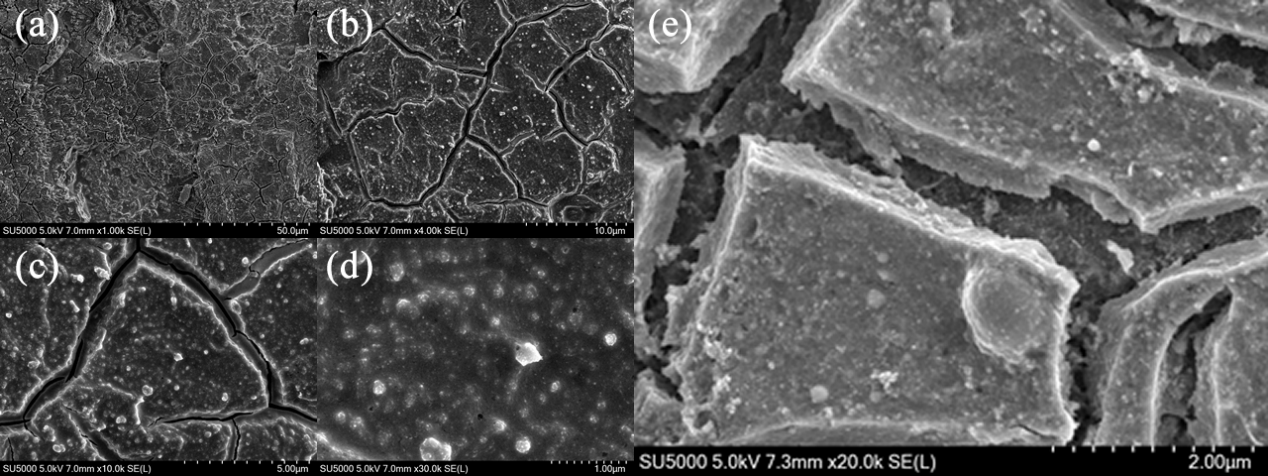 (a)
SU5000 5.0kV 7.0mm x1.00k SE(L) 50.0µm
(b)
SU5000 5.0kV 7.0mm x4.00k SE(L) 10.0µm
(c)
SU5000 5.0kV 7.0mm x10.0k SE(L) 5.00µm
(d)
SU5000 5.0kV 7.0mm x30.0k SE(L) 1.00µm
(e)
SU5000 5.0kV 7.3mm x20.0k SE(L) 2.00µm